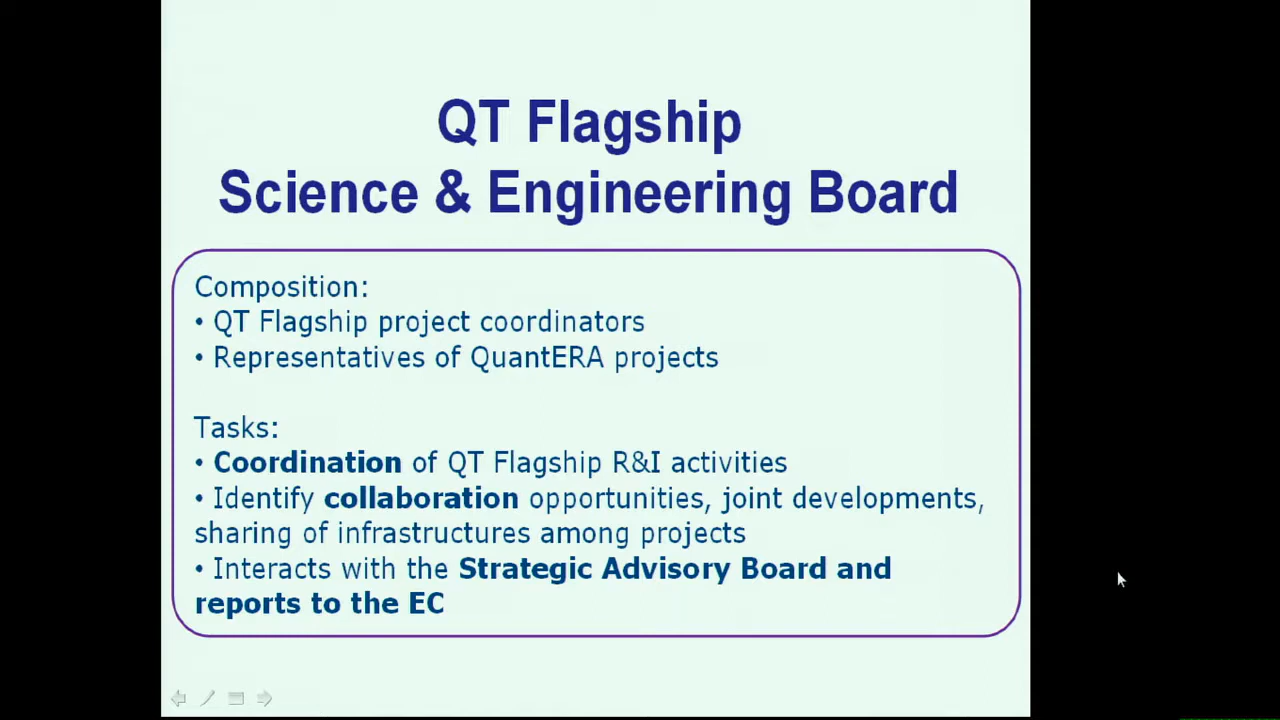 QT Flagship
Science & Engineering Board
Composition:
• QT Flagship project coordinators
• Representatives of QuantERA projects
Tasks:
• Coordination of QT Flagship R&I activities
• Identify collaboration opportunities, joint developments,
sharing of infrastructures among projects
• Interacts with the Strategic Advisory Board and
reports to the EC